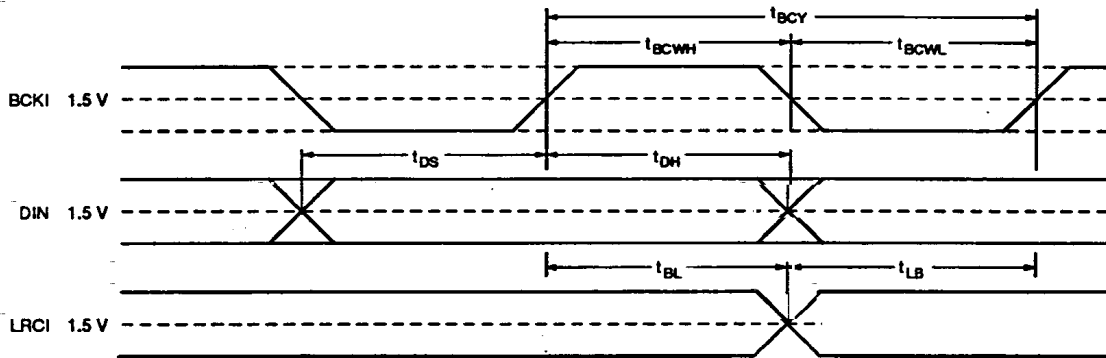 tBCY
tBCWH tBCWL
BCKI 1.5 V
tDS tDH
DIN 1.5 V
tBL tLB
LRCI 1.5 V